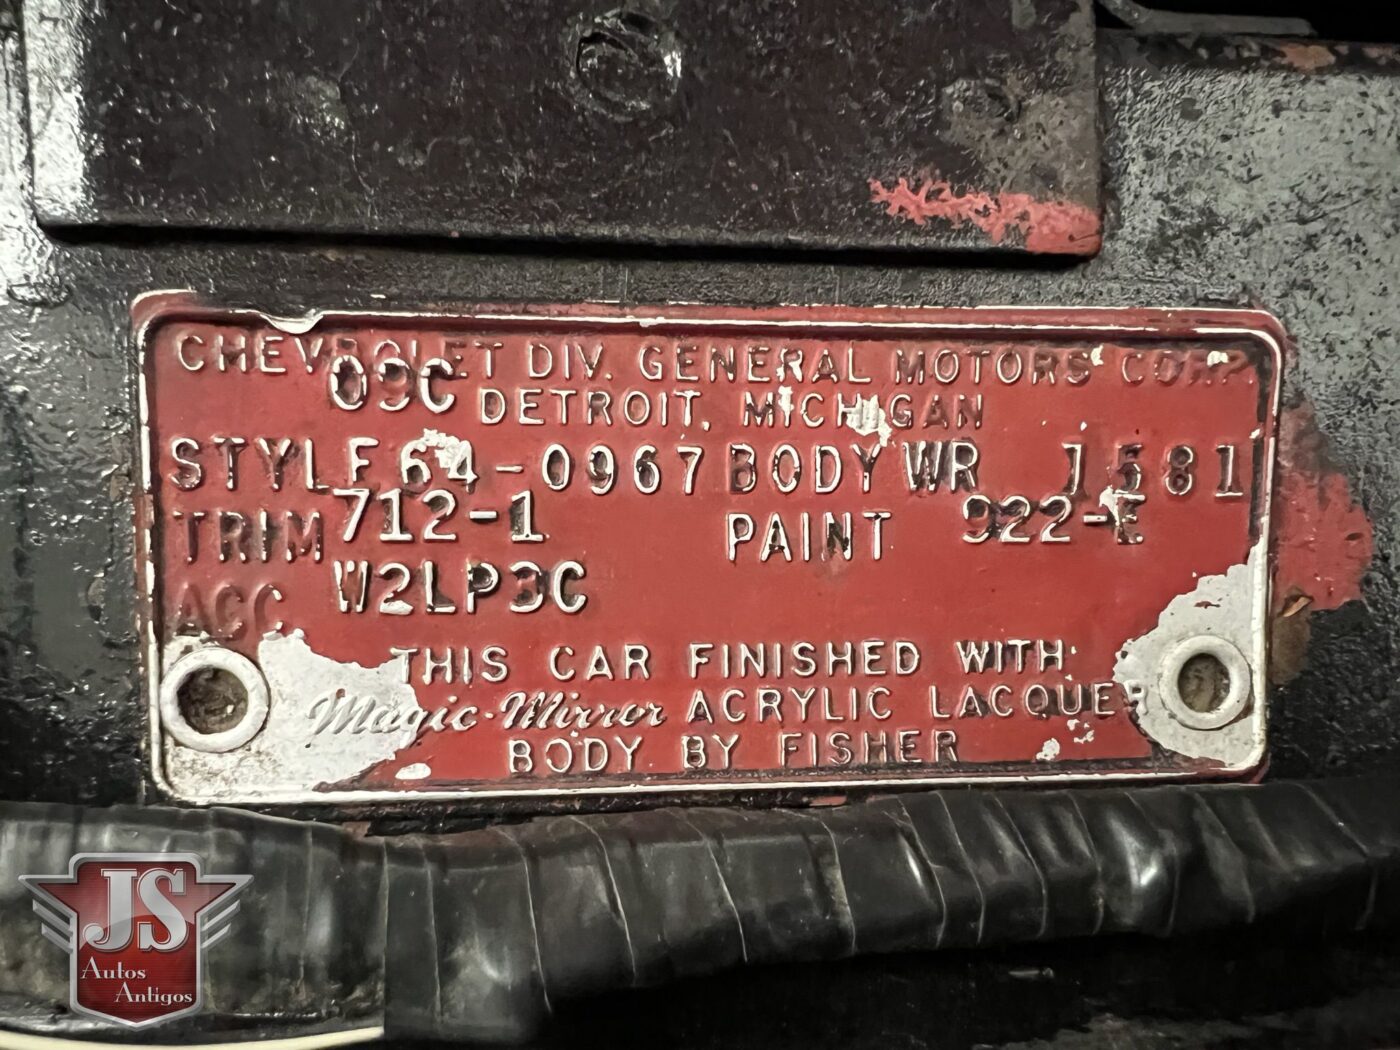 CHEVROLET DIV. GENERAL MOTORS CORP.
09C
DETROIT, MICHIGAN
STYLE 64-0967 BODY WR 1581
TRIM 712-1 PAINT 922-E
ACC W2LP3C
THIS CAR FINISHED WITH
Magic-Mirror ACRYLIC LACQUER
BODY BY FISHER
JS
Autos
Antigos